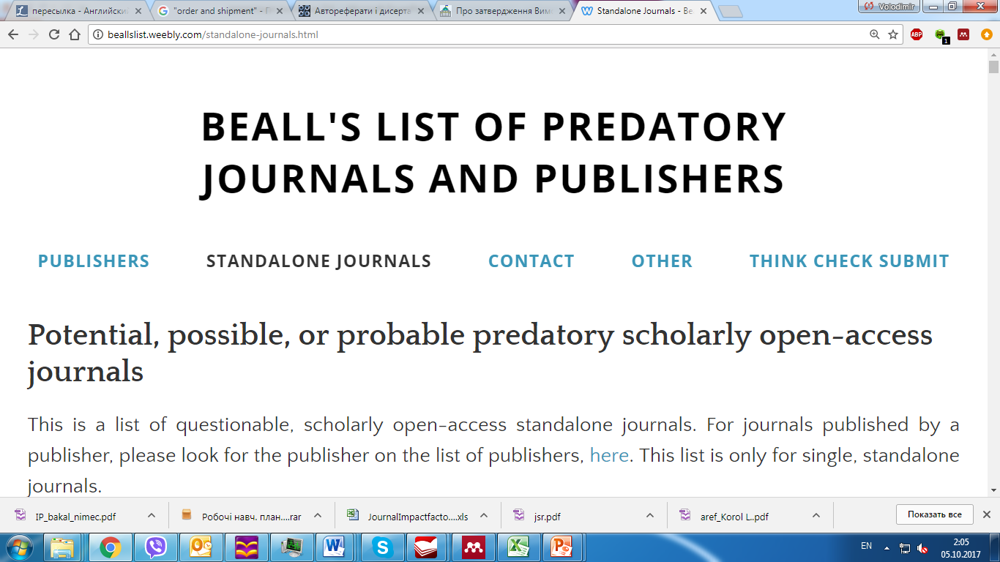 пересылка - Английски
"order and shipment" - П
Автореферати і дисерта
Про затвердження Вим
Standalone Journals - Be
Volodimir
beallslist.weebly.com/standalone-journals.html
ABP
1
BEALL'S LIST OF PREDATORY
JOURNALS AND PUBLISHERS
PUBLISHERS STANDALONE JOURNALS CONTACT OTHER THINK CHECK SUBMIT
Potential, possible, or probable predatory scholarly open-access
journals
This is a list of questionable, scholarly open-access standalone journals. For journals published by a
publisher, please look for the publisher on the list of publishers, here. This list is only for single, standalone
journals.
IP_bakal_nimec.pdf
Робочі навч. план....rar
JournalImpactfacto....xls
jsr.pdf
aref_Korol L..pdf
Показать все
EN
2:05
05.10.2017